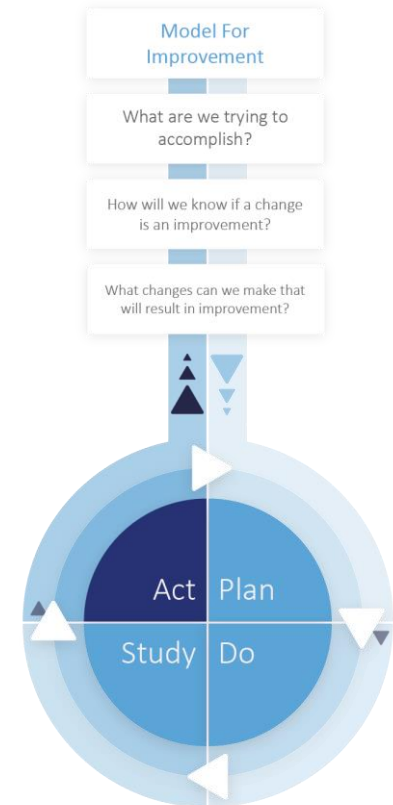 Model For
Improvement
What are we trying to
accomplish?
How will we know if a change
is an improvement?
What changes can we make that
will result in improvement?
Act Plan
Study Do